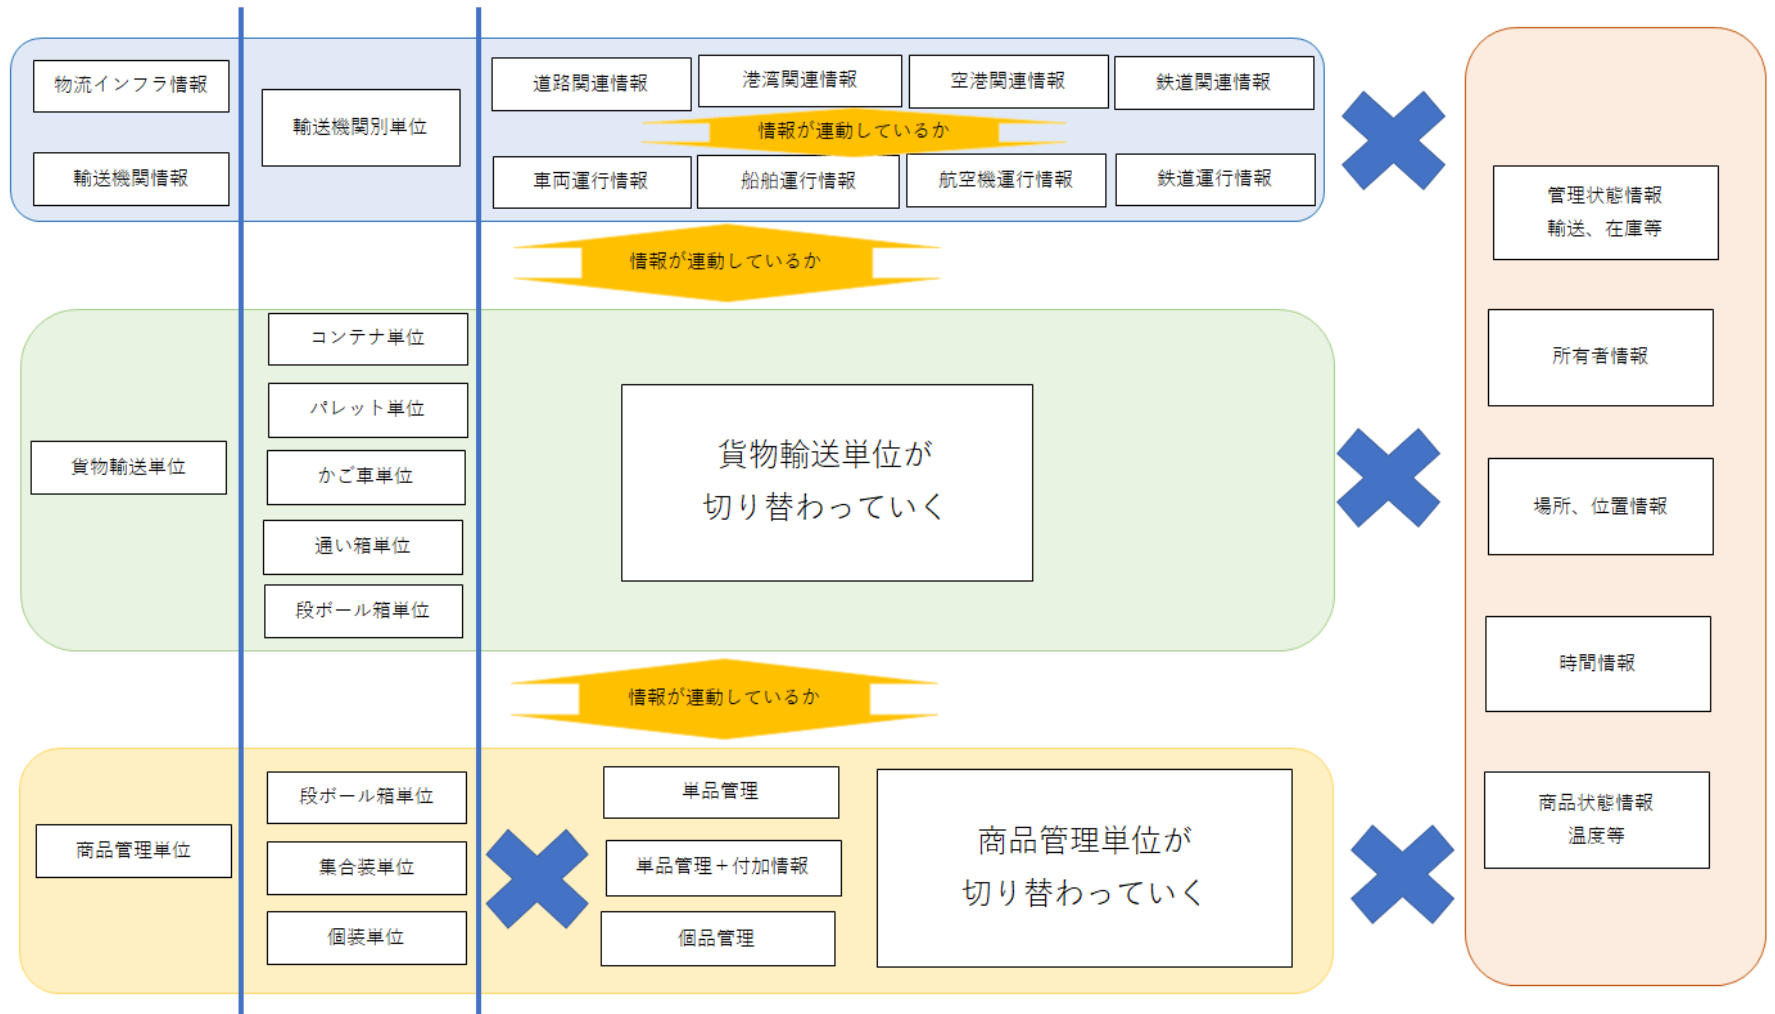 物流インフラ情報
輸送機関情報
輸送機関別単位
道路関連情報
港湾関連情報
空港関連情報
鉄道関連情報
情報が連動しているか
車両運行情報
船舶運行情報
航空機運行情報
鉄道運行情報
情報が連動しているか
貨物輸送単位
コンテナ単位
パレット単位
かご車単位
通い箱単位
段ボール箱単位
貨物輸送単位が
切り替わっていく
情報が連動しているか
商品管理単位
段ボール箱単位
集合装単位
個装単位
単品管理
単品管理＋付加情報
個品管理
商品管理単位が
切り替わっていく
管理状態情報
輸送、在庫等
所有者情報
場所、位置情報
時間情報
商品状態情報
温度等